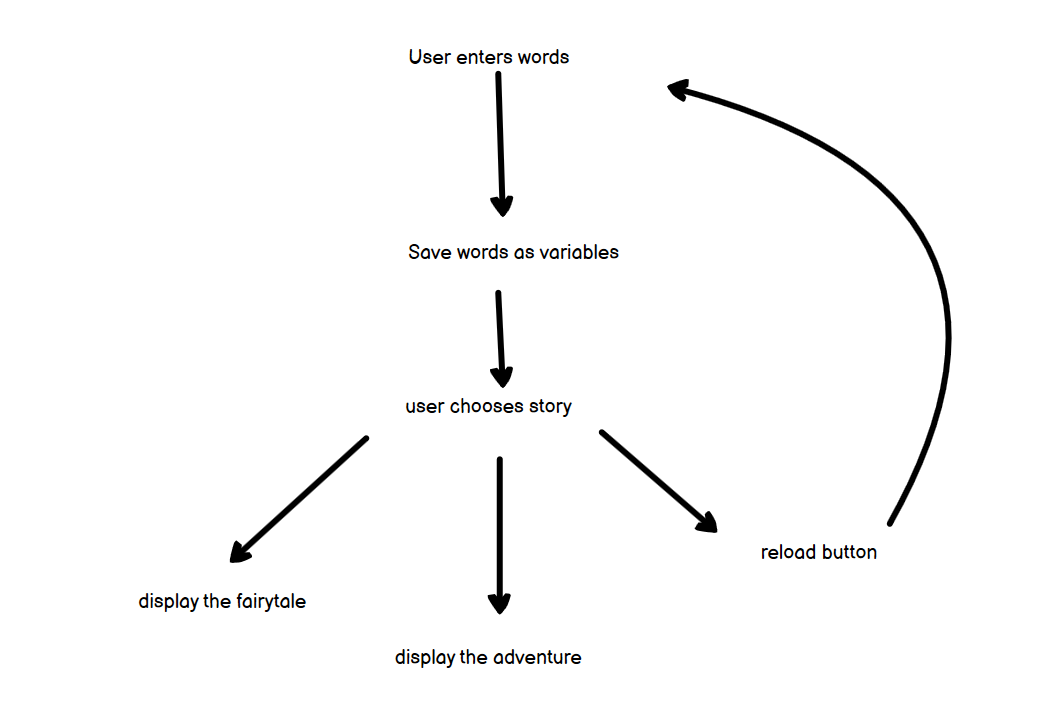 User enters words
Save words as variables
user chooses story
reload button
display the fairytale
display the adventure